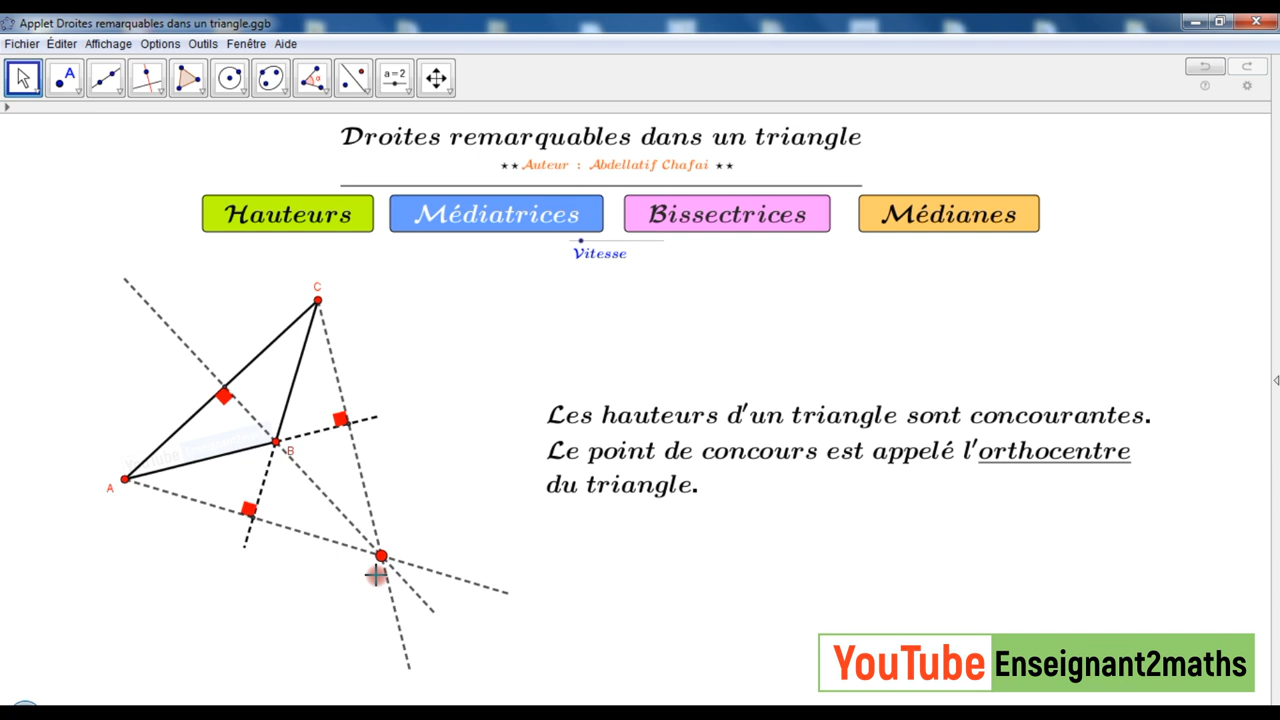 Applet Droites remarquables dans un triangle.ggb
Fichier Éditer Affichage Options Outils Fenêtre Aide
A
α
a=2
Droites remarquables dans un triangle
★★ Auteur : Abdellatif Chafai ★★
Hauteurs Médiatrices Bissectrices Médianes
Vitesse
C
Les hauteurs d'un triangle sont concourantes.
Le point de concours est appelé l'orthocentre
du triangle.
B
A
YouTube Enseignant2maths